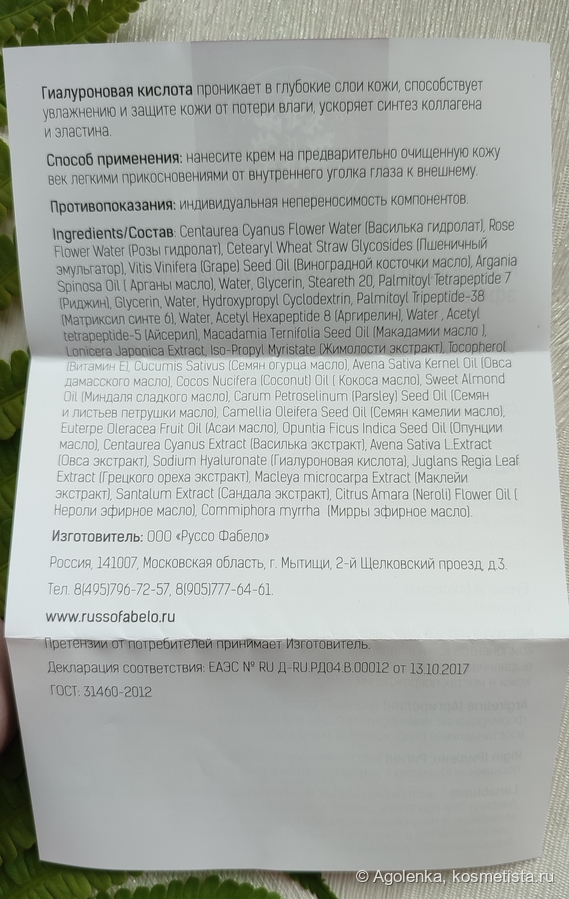 Гиалуроновая кислота проникает в глубокие слои кожи, способствует
увлажнению и защите кожи от потери влаги, ускоряет синтез коллагена
и эластина.
Способ применения: нанесите крем на предварительно очищенную кожу
век легкими прикосновениями от внутреннего уголка глаза к внешнему.
Противопоказания: индивидуальная непереносимость компонентов.
Ingredients/Состав: Centaurea Cyanus Flower Water (Василька гидролат), Rose
Flower Water (Розы гидролат), Cetearyl Wheat Straw Glycosides (Пшеничный
эмульгатор), Vitis Vinifera (Grape) Seed Oil (Виноградной косточки масло), Argania
Spinosa Oil ( Арганы масло), Water, Glycerin, Steareth 20, Palmitoyl Tetrapeptide 7
(Риджин), Glycerin, Water, Hydroxypropyl Cyclodextrin, Palmitoyl Tripeptide-38
(Матриксил синте 6), Water, Acetyl Hexapeptide 8 (Аргирелин), Water , Acetyl
tetrapeptide-5 (Айсерил), Macadamia Ternifolia Seed Oil (Макадамии масло ),
Lonicera Japonica Extract, Iso-Propyl Myristate (Жимолости экстракт), Tocopherol
(Витамин Е), Cucumis Sativus (Семян огурца масло), Avena Sativa Kernel Oil (Овса
дамасского масло), Cocos Nucifera (Coconut) Oil ( Кокоса масло), Sweet Almond
Oil (Миндаля сладкого масло), Carum Petroselinum (Parsley) Seed Oil (Семян
и листьев петрушки масло), Camellia Oleifera Seed Oil (Семян камелии масло),
Euterpe Oleracea Fruit Oil (Асаи масло), Opuntia Ficus Indica Seed Oil (Опунции
масло), Centaurea Cyanus Extract (Василька экстракт), Avena Sativa L.Extract
(Овса экстракт), Sodium Hyaluronate (Гиалуроновая кислота), Juglans Regia Leaf
Extract (Грецкого ореха экстракт), Macleya microcarpa Extract (Маклейи
экстракт), Santalum Extract (Сандала экстракт), Citrus Amara (Neroli) Flower Oil (
Нероли эфирное масло), Commiphora myrrha (Мирры эфирное масло).
Изготовитель: ООО «Руссо Фабело»
Россия, 141007, Московская область, г. Мытищи, 2-й Щелковский проезд, д.3.
Тел. 8(495)796-72-57, 8(905)777-64-61.
www.russofabelo.ru
Претензии от потребителей принимает Изготовитель.
Декларация соответствия: ЕАЭС № RU Д-RU.РД04.В.00012 от 13.10.2017
ГОСТ: 31460-2012
© Agolenka, kosmetista.ru